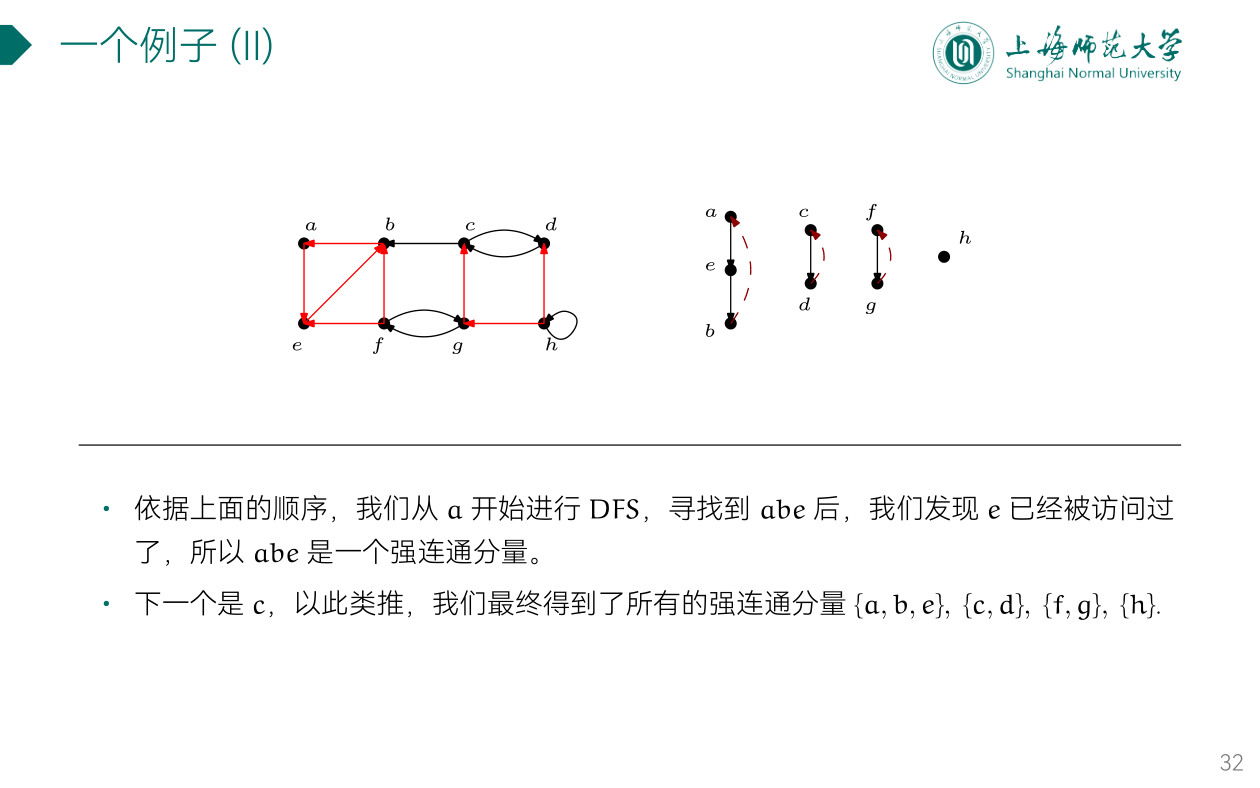 一个例子 (II)
上海师范大学
Shanghai Normal University
a b c d
e f g h
a
e
b
c
d
f
g
h
依据上面的顺序，我们从 a 开始进行 DFS，寻找到 abe 后，我们发现 e 已经被访问过
了，所以 abe 是一个强连通分量。
下一个是 c，以此类推，我们最终得到了所有的强连通分量 {a, b, e}, {c, d}, {f, g}, {h}.
32